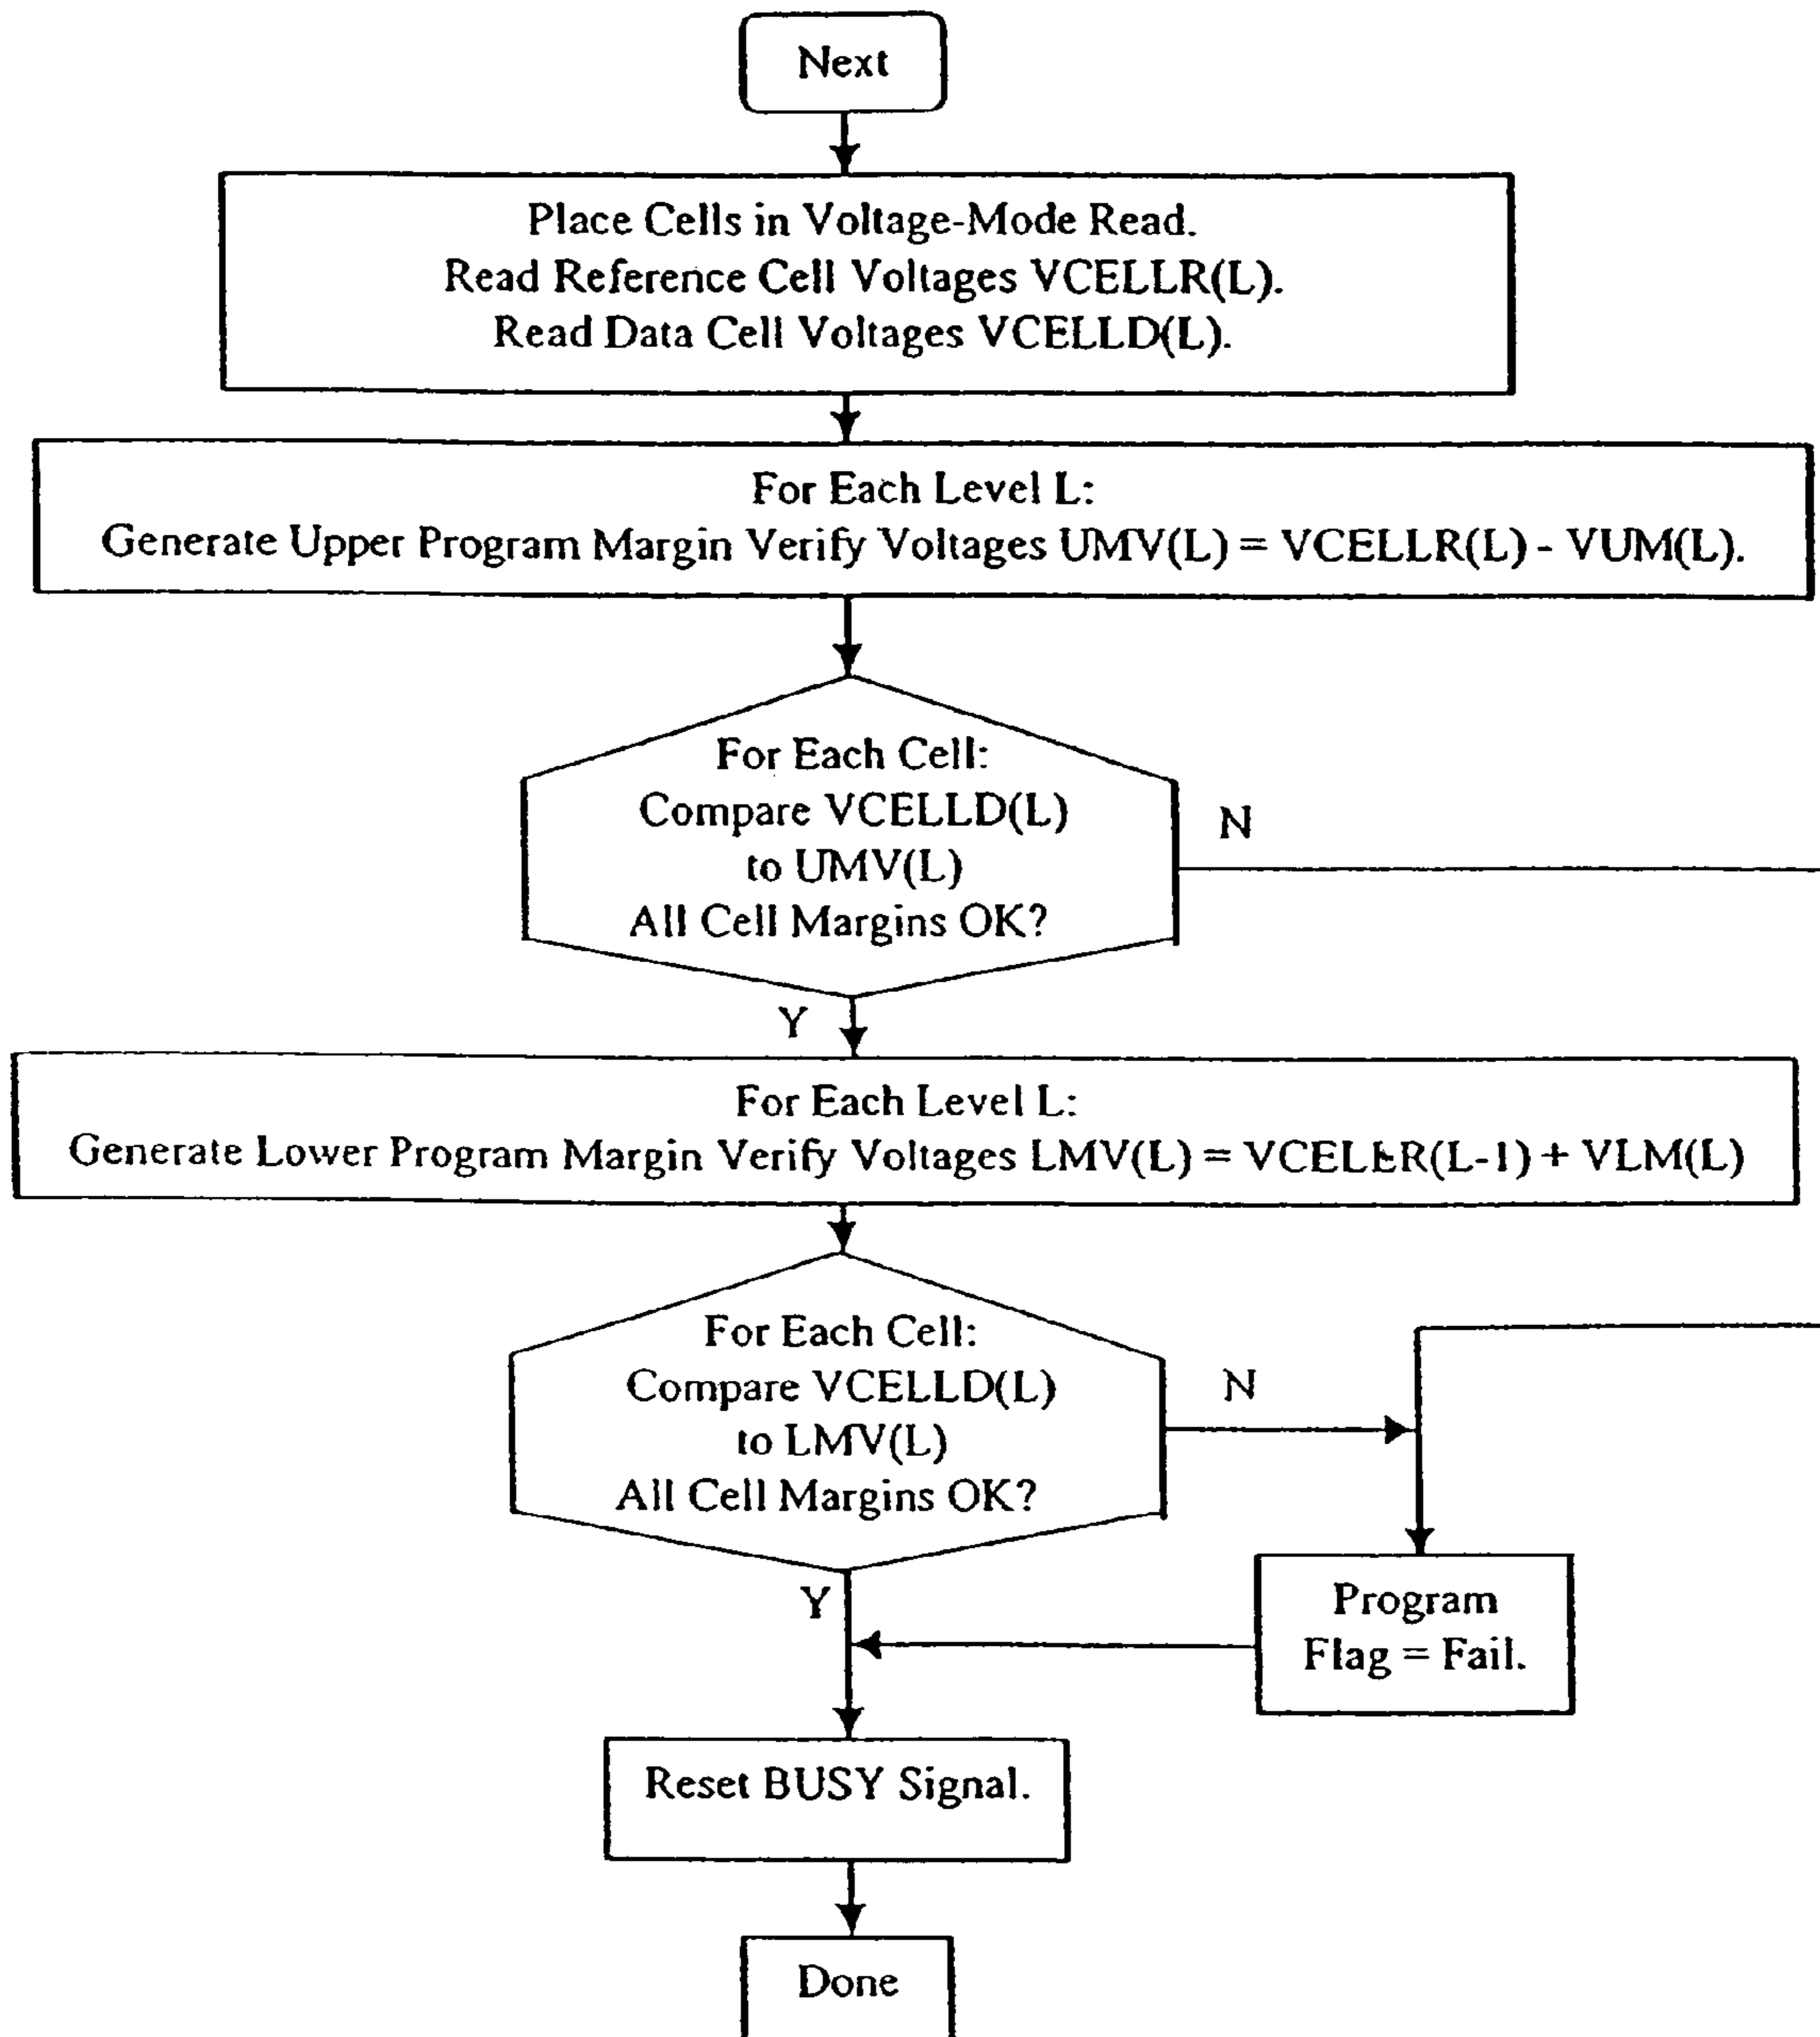 Next
Place Cells in Voltage-Mode Read.
Read Reference Cell Voltages VCELLR(L).
Read Data Cell Voltages VCELLD(L).
For Each Level L:
Generate Upper Program Margin Verify Voltages UMV(L) = VCELLR(L) - VUM(L).
For Each Cell:
Compare VCELLD(L)
to UMV(L)
All Cell Margins OK?
N
Y
For Each Level L:
Generate Lower Program Margin Verify Voltages LMV(L) = VCELLR(L-1) + VLM(L)
For Each Cell:
Compare VCELLD(L)
to LMV(L)
All Cell Margins OK?
N
Y
Program
Flag = Fail.
Reset BUSY Signal.
Done